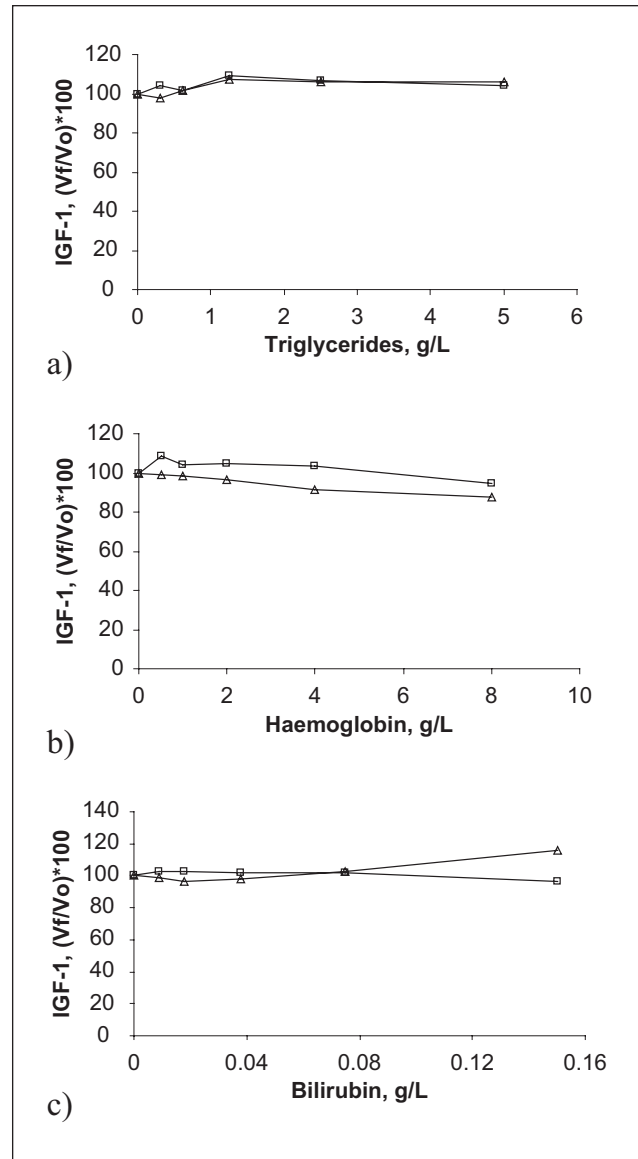 120
100
80
60
40
20
0
IGF-1, (Vf/Vo)*100
0 1 2 3 4 5 6
Triglycerides, g/L
a)
120
100
80
60
40
20
0
IGF-1, (Vf/Vo)*100
0 2 4 6 8 10
Haemoglobin, g/L
b)
140
120
100
80
60
40
20
0
IGF-1, (Vf/Vo)*100
0 0.04 0.08 0.12 0.16
Bilirubin, g/L
c)